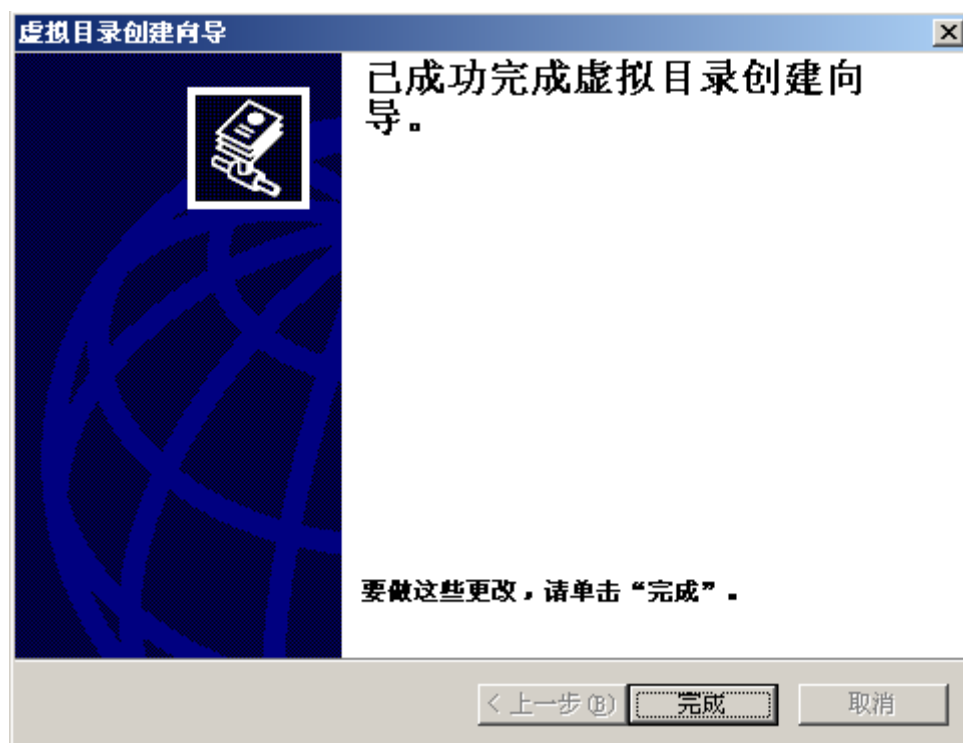 虚拟目录创建向导
已成功完成虚拟目录创建向
导。
要做这些更改，请单击“完成”。
< 上一步(B)
完成
取消